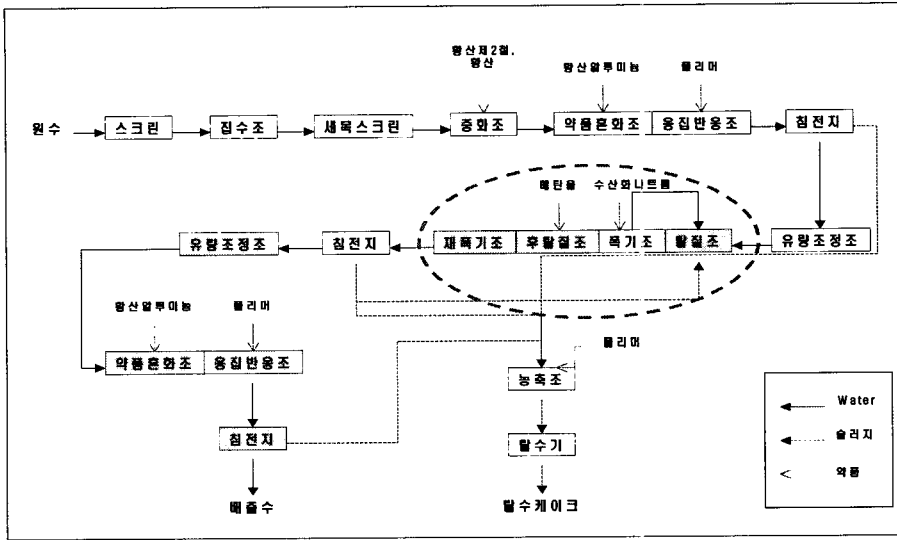 황산제2철,
황산
황산알루미늄
폴리머
원수
스크린
집수조
세목스크린
중화조
약품혼화조
응집반응조
침전지
메탄올
수산화나트륨
유량조정조
침전지
재폭기조
후탈질조
폭기조
탈질조
유량조정조
황산알루미늄
폴리머
약품혼화조
응집반응조
폴리머
농축조
침전지
탈수기
배출수
탈수케이크
Water
슬러지
약품